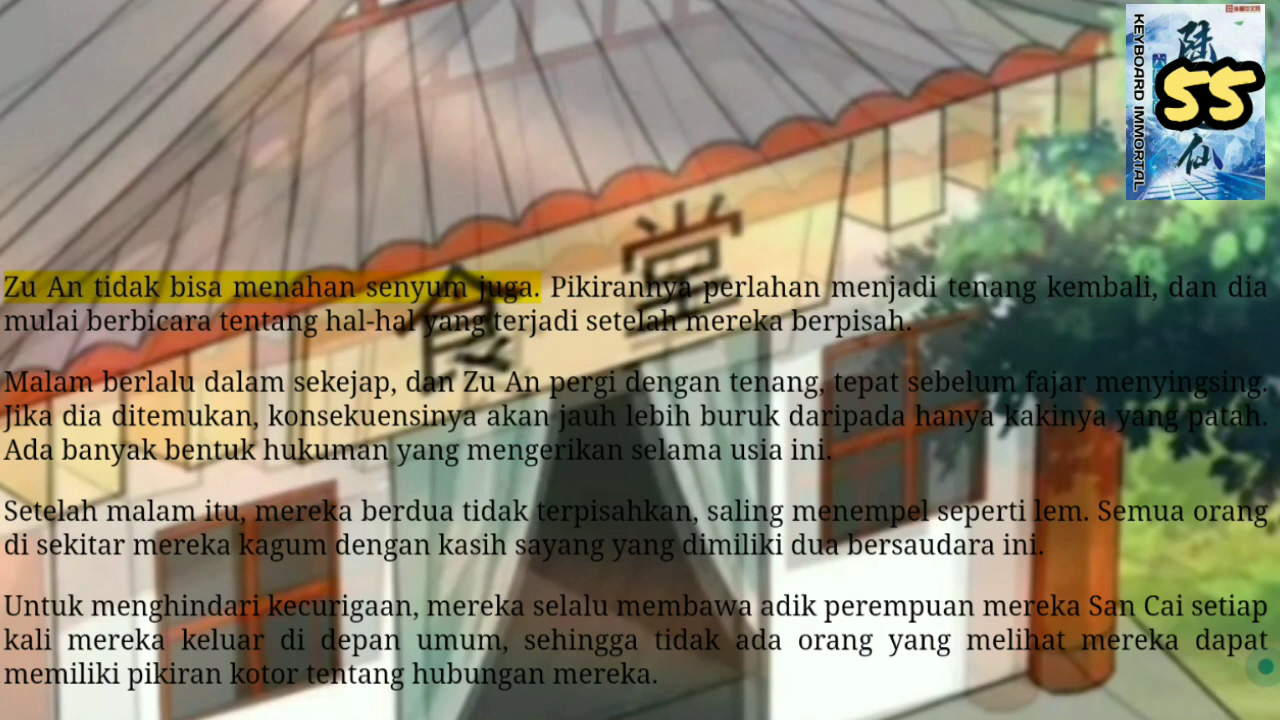 陆
KEYBOARD IMMORTAL
55
仙
食堂
Zu An tidak bisa menahan senyum juga. Pikirannya perlahan menjadi tenang kembali, dan dia
mulai berbicara tentang hal-hal yang terjadi setelah mereka berpisah.
Malam berlalu dalam sekejap, dan Zu An pergi dengan tenang, tepat sebelum fajar menyingsing.
Jika dia ditemukan, konsekuensinya akan jauh lebih buruk daripada hanya kakinya yang patah.
Ada banyak bentuk hukuman yang mengerikan selama usia ini.
Setelah malam itu, mereka berdua tidak terpisahkan, saling menempel seperti lem. Semua orang
di sekitar mereka kagum dengan kasih sayang yang dimiliki dua bersaudara ini.
Untuk menghindari kecurigaan, mereka selalu membawa adik perempuan mereka San Cai setiap
kali mereka keluar di depan umum, sehingga tidak ada orang yang melihat mereka dapat
memiliki pikiran kotor tentang hubungan mereka.